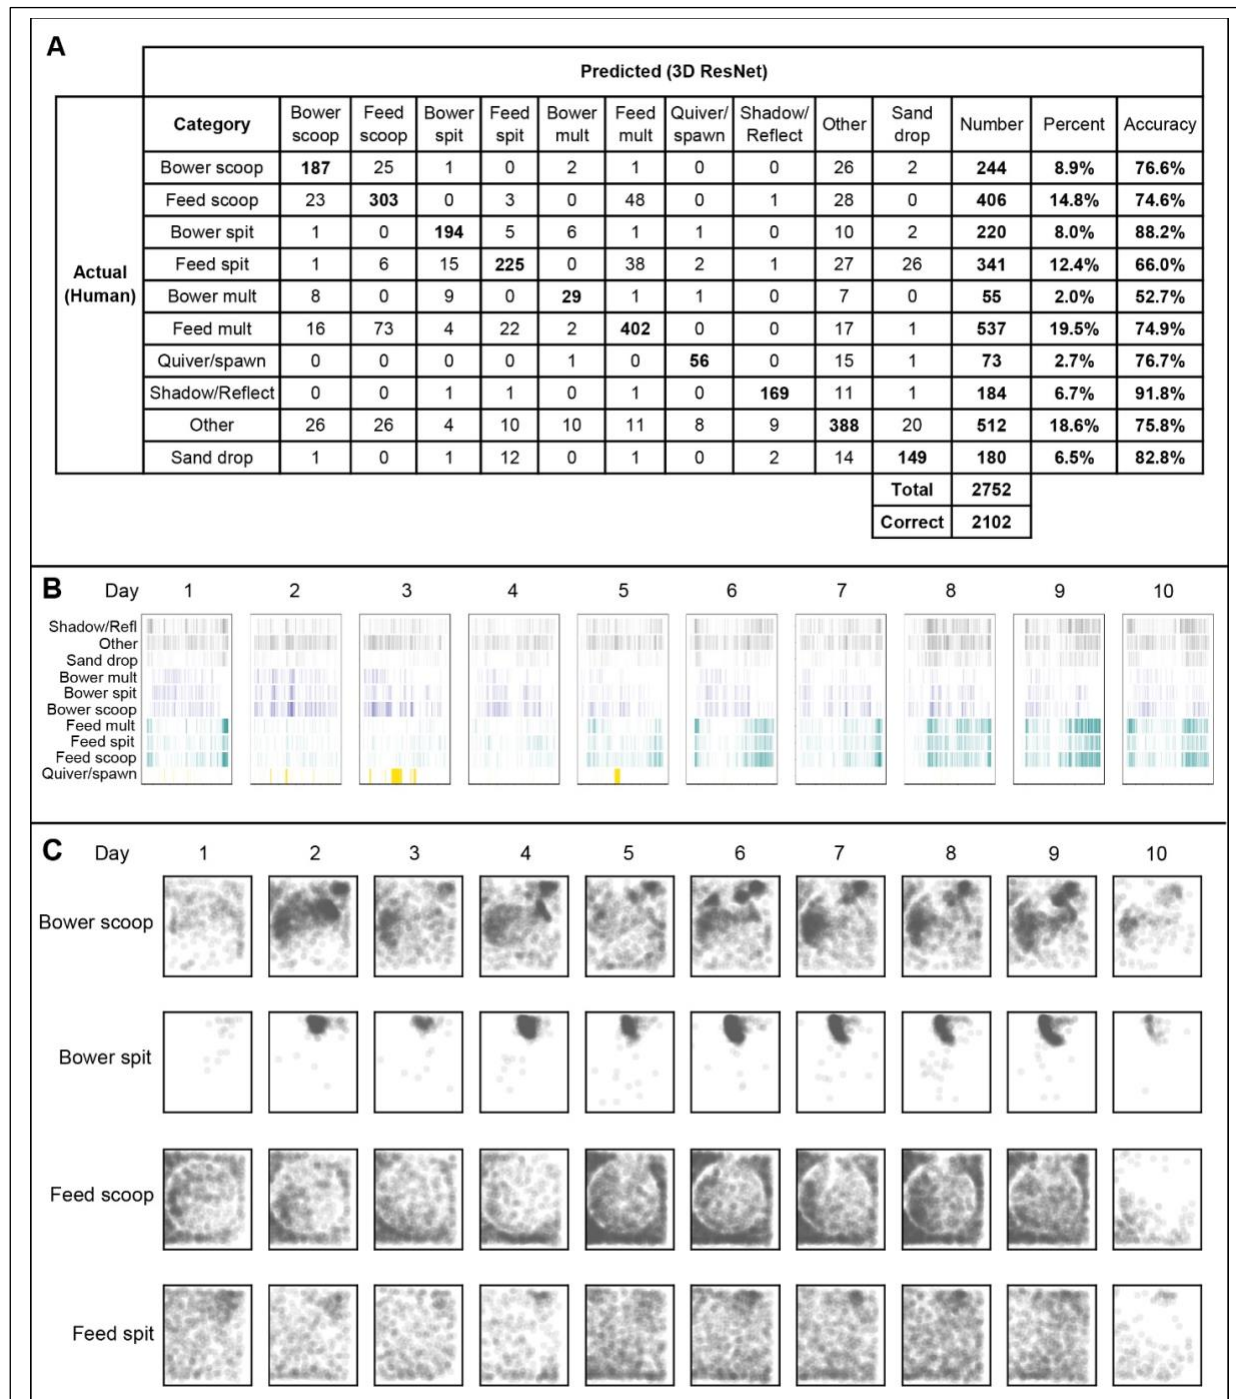 A
Predicted (3D ResNet)
Actual (Human)
Category Bower scoop Feed scoop Bower spit Feed spit Bower mult Feed mult Quiver/spawn Shadow/Reflect Other Sand drop Number Percent Accuracy
Bower scoop 187 25 1 0 2 1 0 0 26 2 244 8.9% 76.6%
Feed scoop 23 303 0 3 0 48 0 1 28 0 406 14.8% 74.6%
Bower spit 1 0 194 5 6 1 1 0 10 2 220 8.0% 88.2%
Feed spit 1 6 15 225 0 38 2 1 27 26 341 12.4% 66.0%
Bower mult 8 0 9 0 29 1 1 0 7 0 55 2.0% 52.7%
Feed mult 16 73 4 22 2 402 0 0 17 1 537 19.5% 74.9%
Quiver/spawn 0 0 0 0 1 0 56 0 15 1 73 2.7% 76.7%
Shadow/Reflect 0 0 1 1 0 1 0 169 11 1 184 6.7% 91.8%
Other 26 26 4 10 10 11 8 9 388 20 512 18.6% 75.8%
Sand drop 1 0 1 12 0 1 0 2 14 149 180 6.5% 82.8%
Total 2752
Correct 2102
B Day 1 2 3 4 5 6 7 8 9 10
Shadow/Refl
Other
Sand drop
Bower mult
Bower spit
Bower scoop
Feed mult
Feed spit
Feed scoop
Quiver/spawn
C Day 1 2 3 4 5 6 7 8 9 10
Bower scoop
Bower spit
Feed scoop
Feed spit